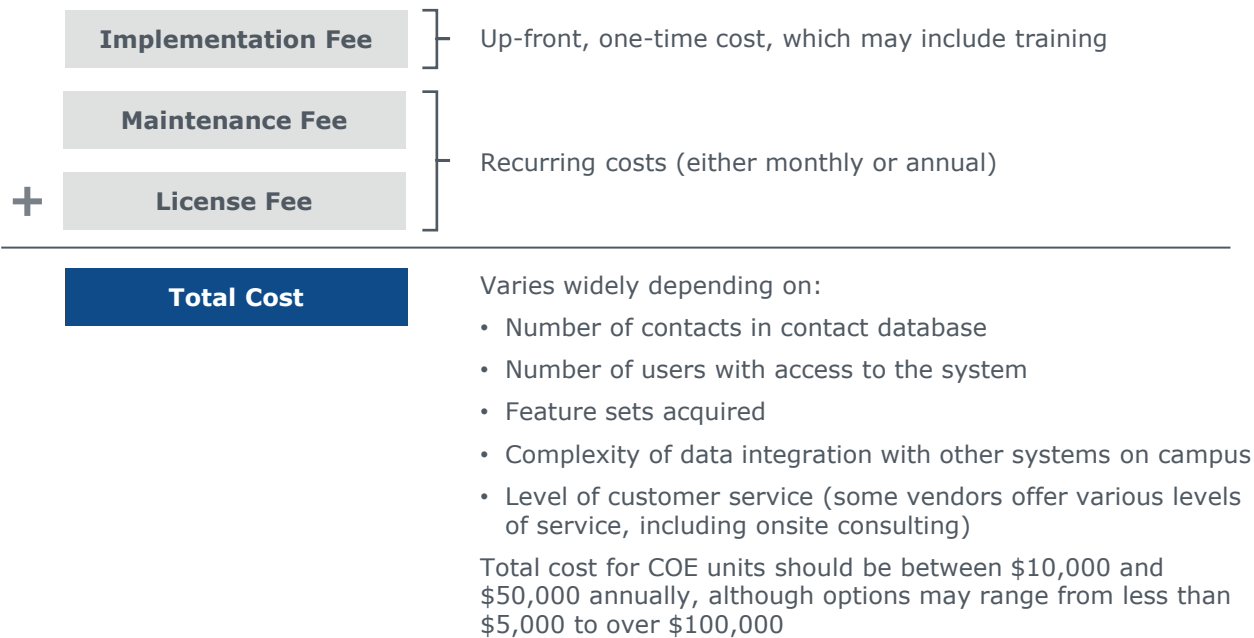 Implementation Fee
Up-front, one-time cost, which may include training
Maintenance Fee
Recurring costs (either monthly or annual)
+
License Fee
Total Cost
Varies widely depending on:
• Number of contacts in contact database
• Number of users with access to the system
• Feature sets acquired
• Complexity of data integration with other systems on campus
• Level of customer service (some vendors offer various levels
of service, including onsite consulting)
Total cost for COE units should be between $10,000 and
$50,000 annually, although options may range from less than
$5,000 to over $100,000